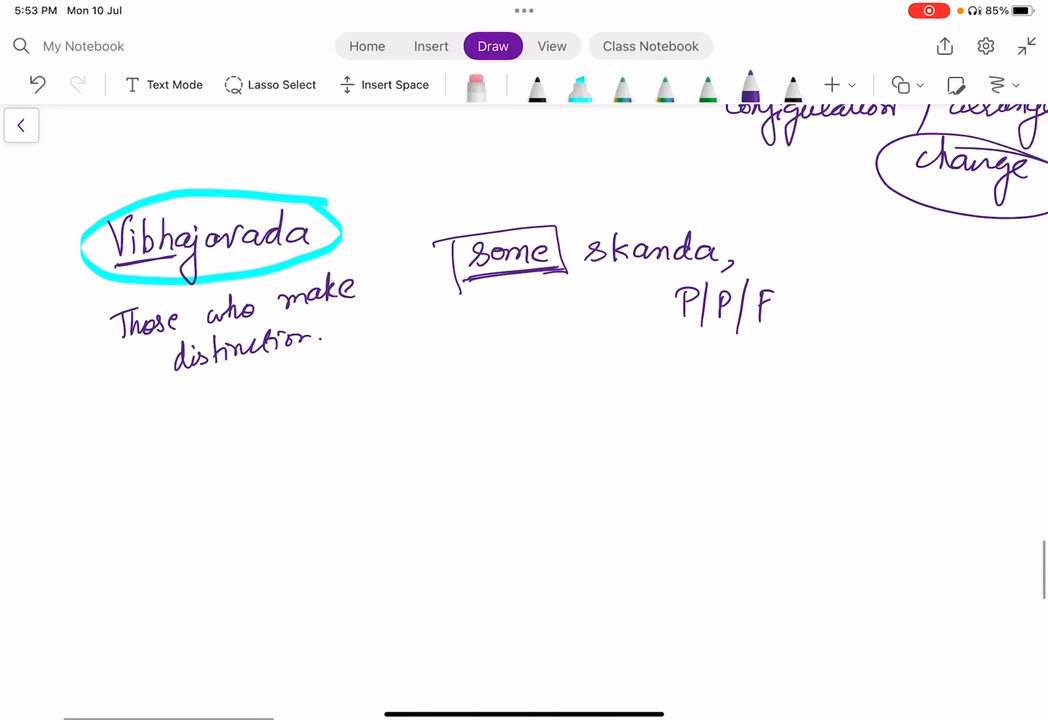 5:53 PM Mon 10 Jul
85%
My Notebook
Home Insert Draw View Class Notebook
Text Mode Lasso Select Insert Space
change
Vibhajavada
some skanda,
P/P/F
Those who make
distinction.